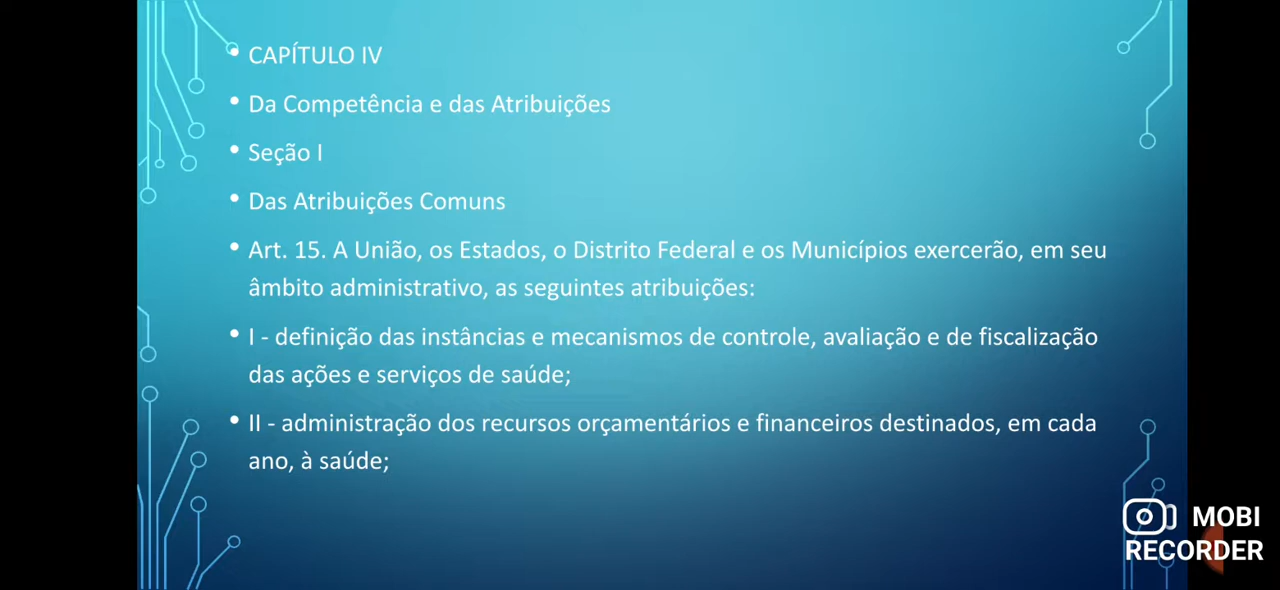 • CAPÍTULO IV
• Da Competência e das Atribuições
• Seção I
• Das Atribuições Comuns
• Art. 15. A União, os Estados, o Distrito Federal e os Municípios exercerão, em seu
âmbito administrativo, as seguintes atribuições:
• I - definição das instâncias e mecanismos de controle, avaliação e de fiscalização
das ações e serviços de saúde;
• II - administração dos recursos orçamentários e financeiros destinados, em cada
ano, à saúde;
MOBI
RECORDER